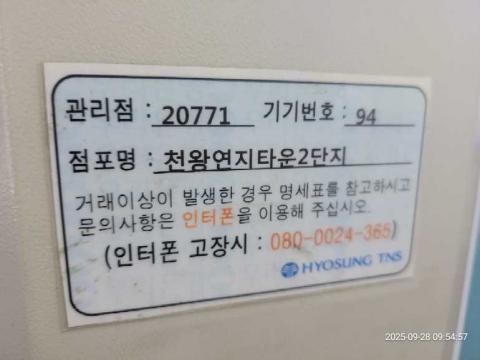 관리점 : 20771 기기번호 : 94
점포명 : 천왕연지타운2단지
거래이상이 발생한 경우 명세표를 참고하시고
문의사항은 인터폰을 이용해 주십시오.
(인터폰 고장시 : 080-0024-365)
HYOSUNG TNS
2025-09-28 09:54:57